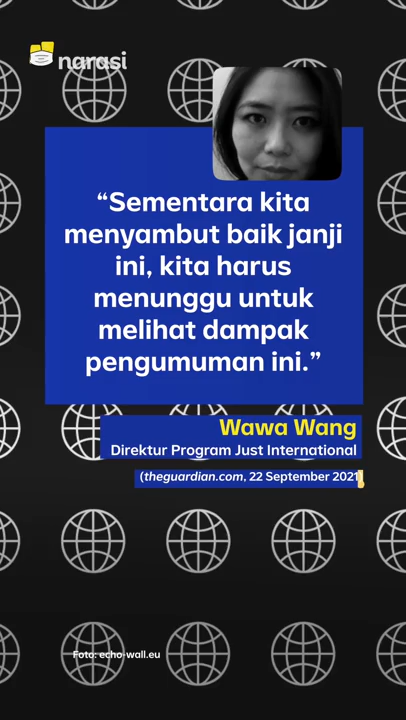 narasi
“Sementara kita
menyambut baik janji
ini, kita harus
menunggu untuk
melihat dampak
pengumuman ini.”
Wawa Wang
Direktur Program Just International
(theguardian.com, 22 September 2021)
Foto: echo-wall.eu